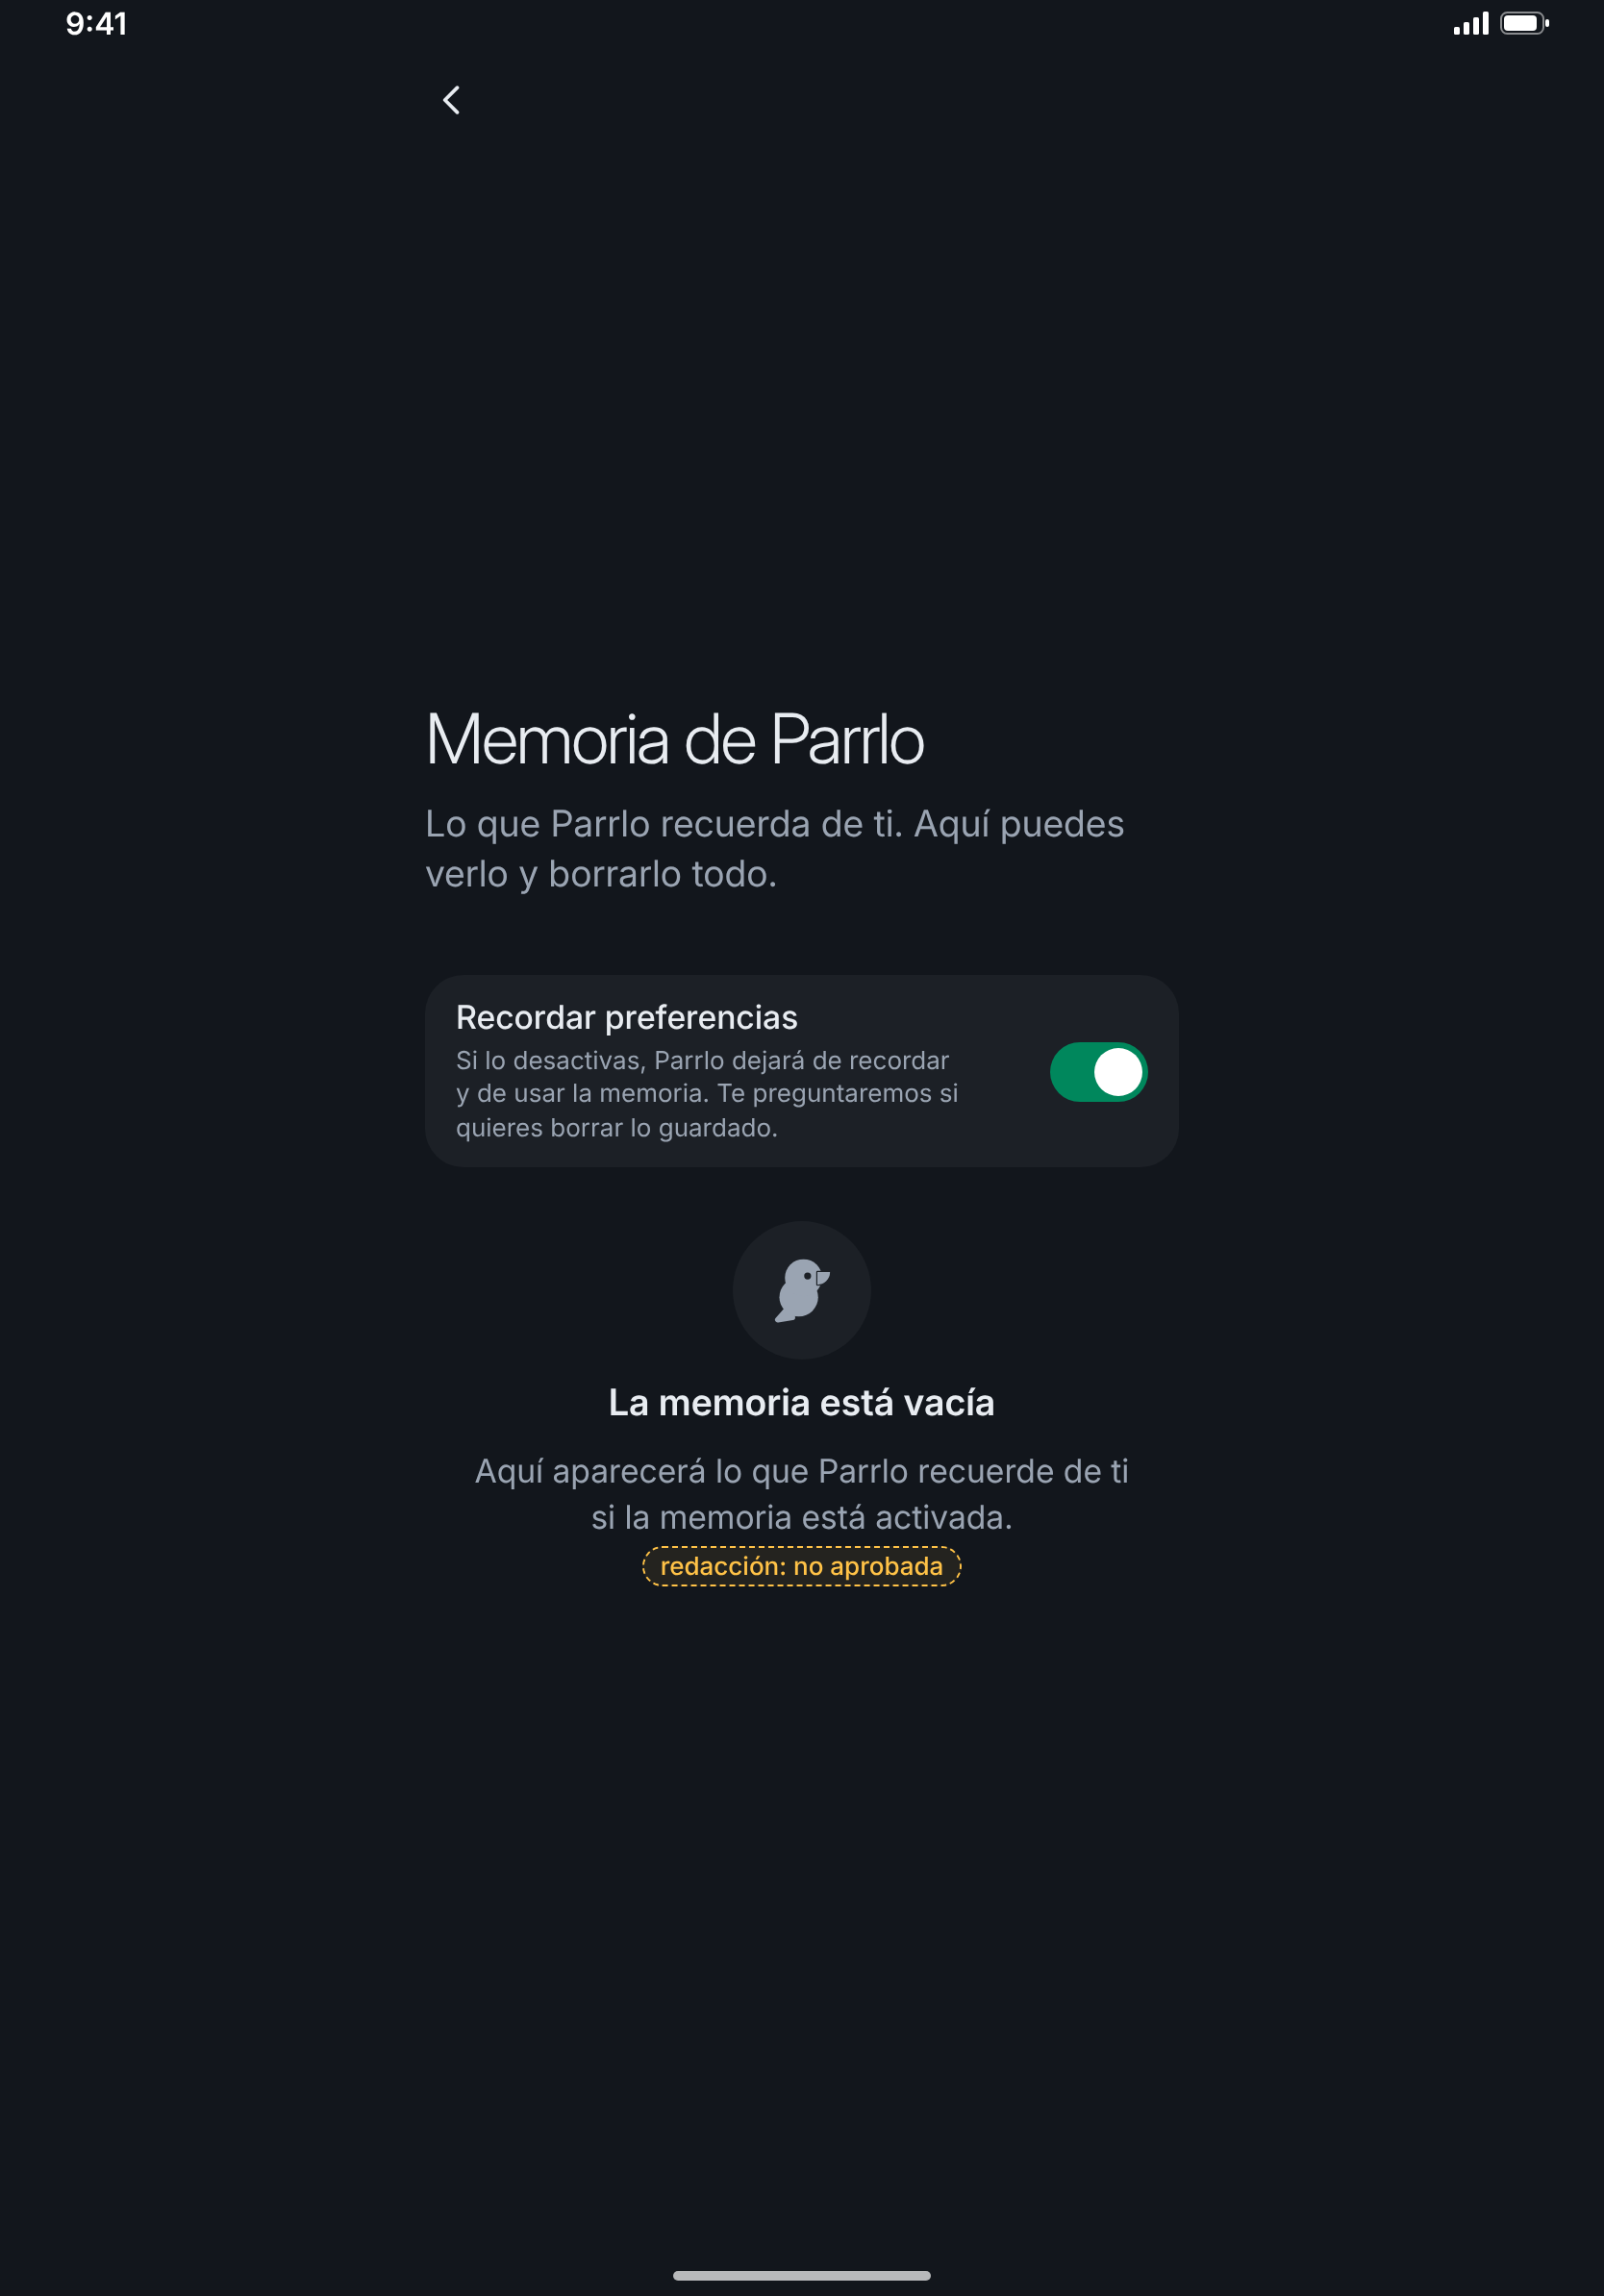 9:41
Memoria de Parrlo
Lo que Parrlo recuerda de ti. Aquí puedes
verlo y borrarlo todo.
Recordar preferencias
Si lo desactivas, Parrlo dejará de recordar
y de usar la memoria. Te preguntaremos si
quieres borrar lo guardado.
La memoria está vacía
Aquí aparecerá lo que Parrlo recuerde de ti
si la memoria está activada.
redacción: no aprobada